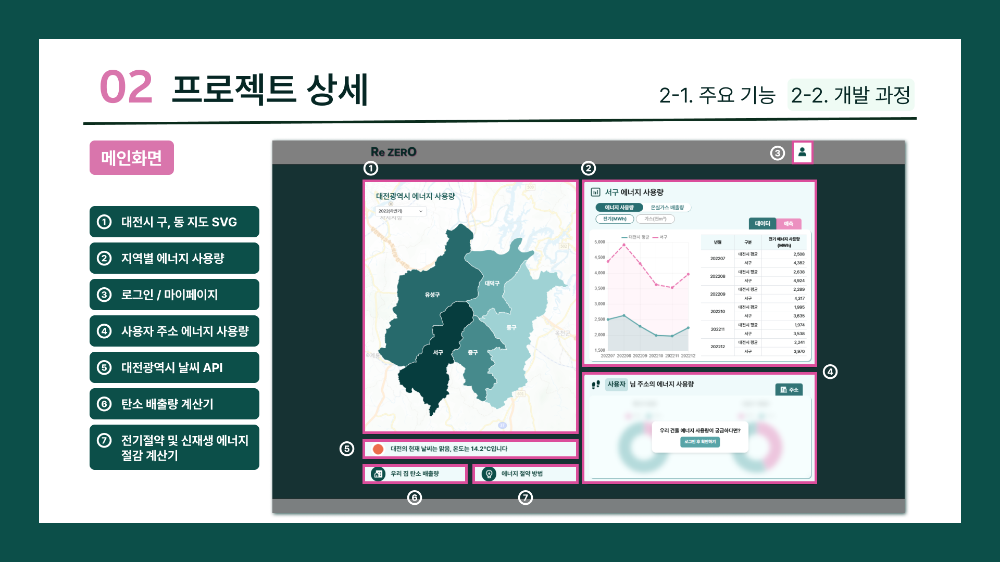 02 프로젝트 상세
2-1. 주요 기능 2-2. 개발 과정
메인화면
① 대전시 구, 동 지도 SVG
② 지역별 에너지 사용량
③ 로그인 / 마이페이지
④ 사용자 주소 에너지 사용량
⑤ 대전광역시 날씨 API
⑥ 탄소 배출량 계산기
⑦ 전기절약 및 신재생 에너지
절감 계산기
Re ZERO
③
①
②
대전광역시 에너지 사용량
2022(하반기)
509
502
유성구
대덕구
동구
서구
중구
옥천구
601
37
서구 에너지 사용량
에너지 사용량 온실가스 배출량
전기(MWh) 가스(천m³)
데이터 예측
대전시 평균 서구
5,000
4,500
4,000
3,500
3,000
2,500
2,000
1,500
202207 202208 202209 202210 202211 202212
년월 구분 전기 에너지 사용량
(MWh)
202207 대전시 평균 2,508
서구 4,382
202208 대전시 평균 2,638
서구 4,924
202209 대전시 평균 2,289
서구 4,317
202210 대전시 평균 1,995
서구 3,635
202211 대전시 평균 1,974
서구 3,538
202212 대전시 평균 2,241
서구 3,970
④
사용자 님 주소의 에너지 사용량
주소
우리 건물 에너지 사용량이 궁금하다면?
로그인 후 확인하기
⑤
대전의 현재 날씨는 맑음, 온도는 14.2°C입니다
우리 집 탄소 배출량
에너지 절약 방법
⑥
⑦